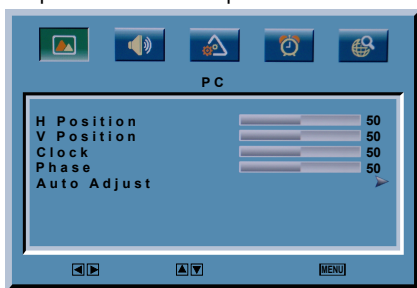 PC
H Position 50
V Position 50
Clock 50
Phase 50
Auto Adjust
MENU